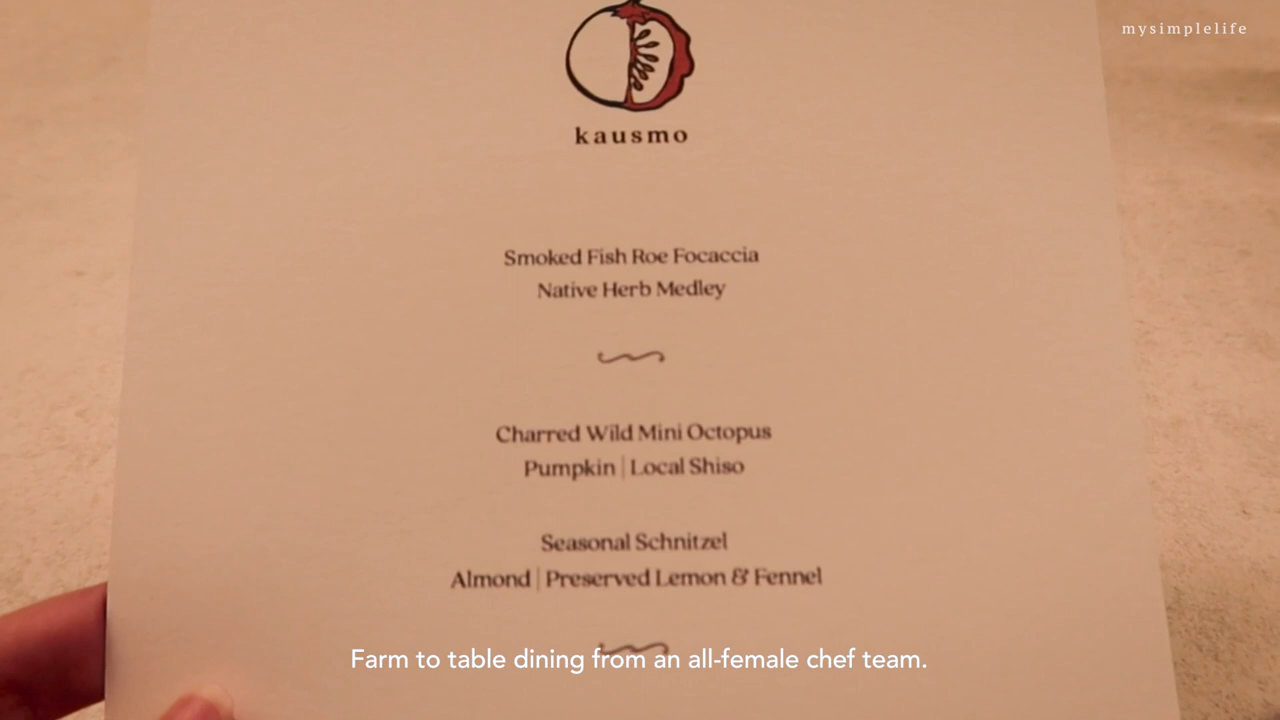 mysimplelife
kausmo
Smoked Fish Roe Focaccia
Native Herb Medley
Charred Wild Mini Octopus
Pumpkin | Local Shiso
Seasonal Schnitzel
Almond | Preserved Lemon & Fennel
Farm to table dining from an all-female chef team.